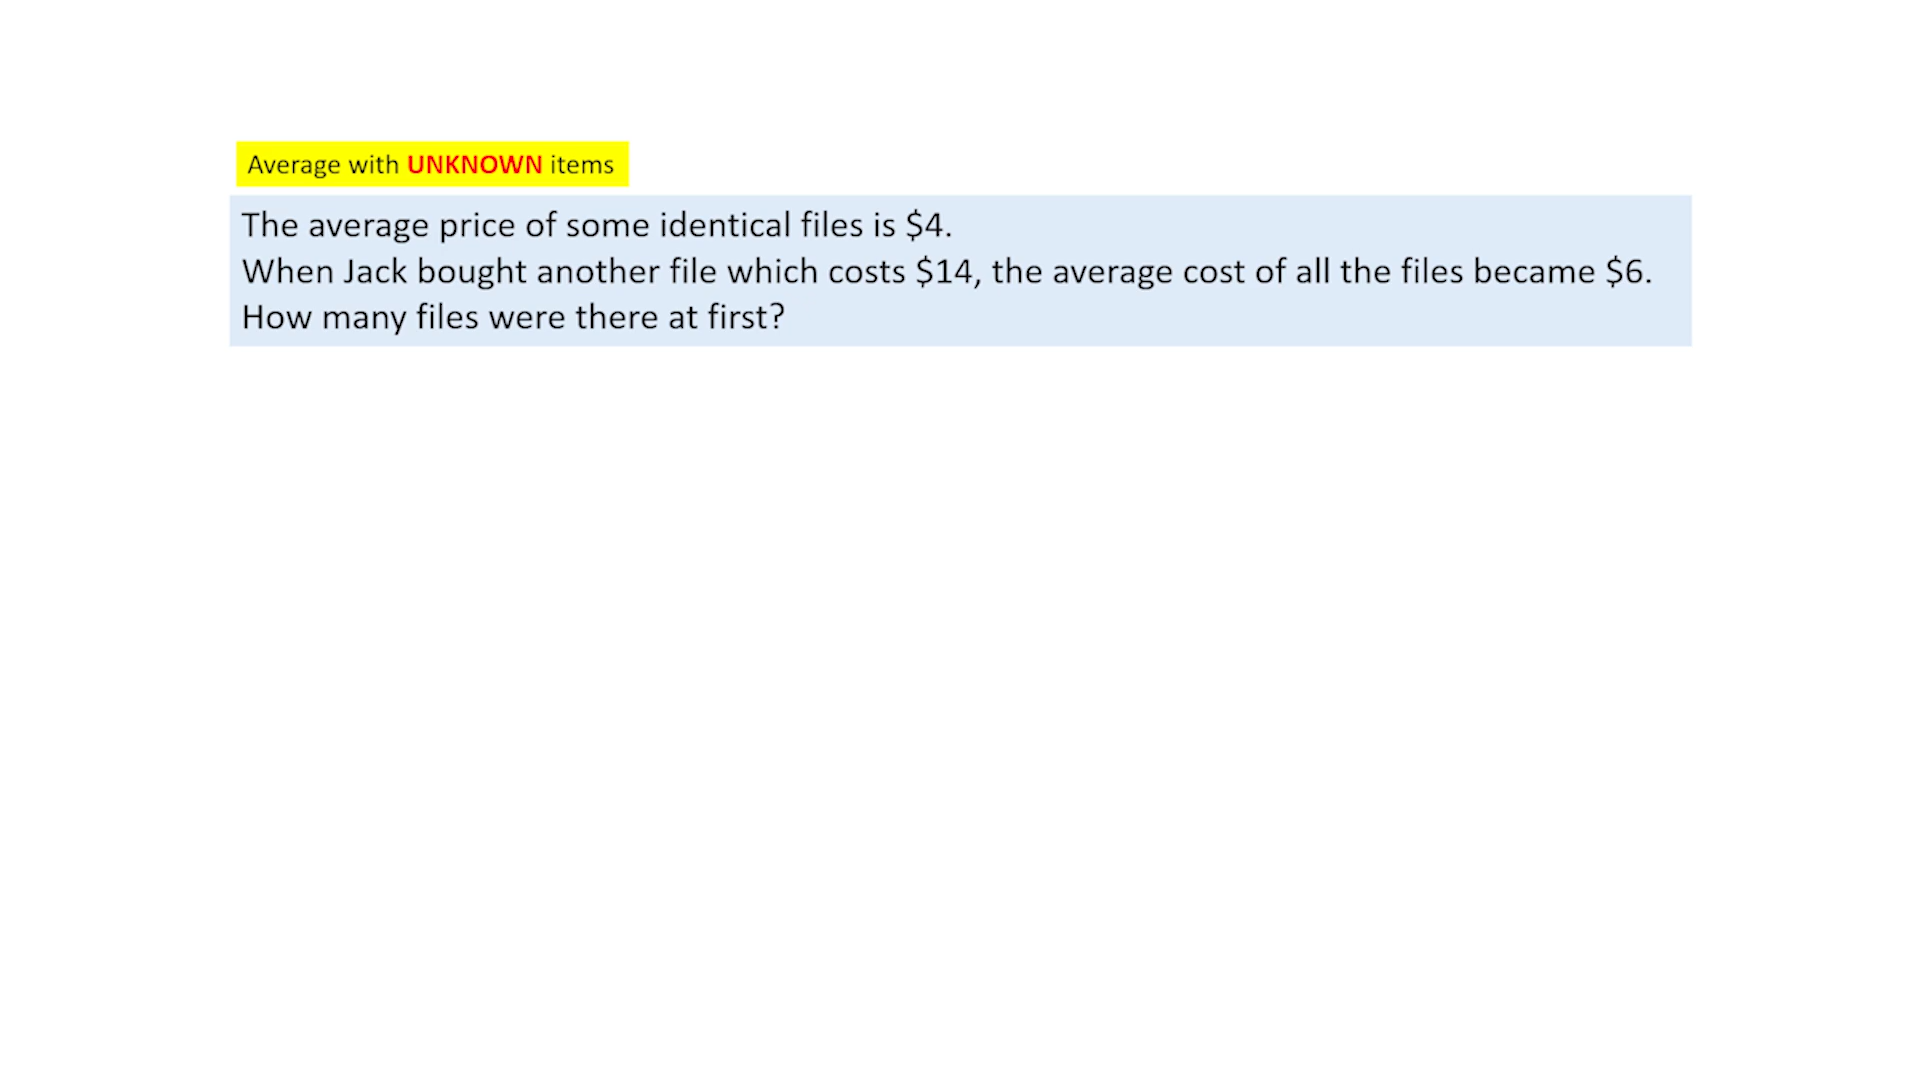 Average with UNKNOWN items
The average price of some identical files is $4.
When Jack bought another file which costs $14, the average cost of all the files became $6.
How many files were there at first?